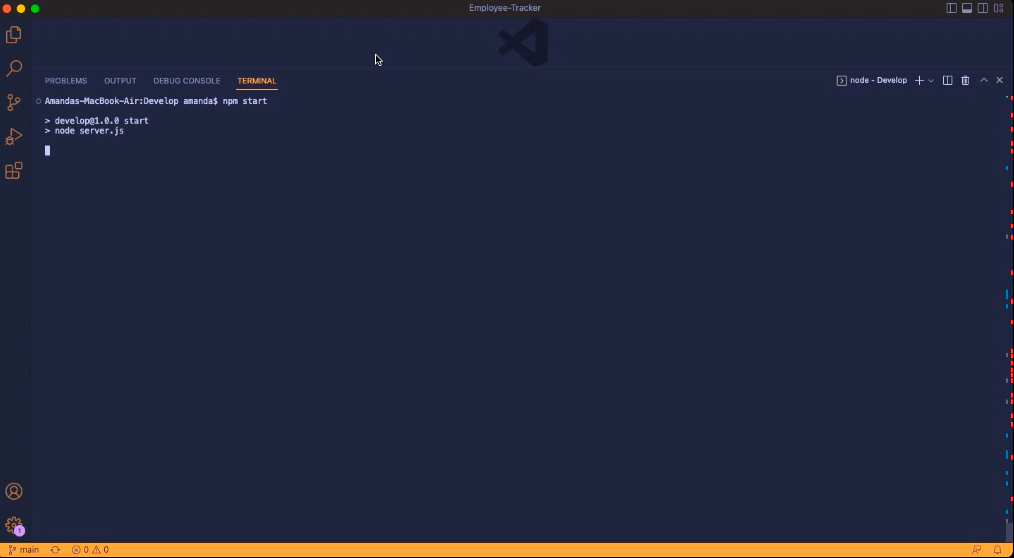 Employee-Tracker
PROBLEMS OUTPUT DEBUG CONSOLE TERMINAL node - Develop
Amandas-MacBook-Air:Develop amanda$ npm start
> develop@1.0.0 start
> node server.js
1
main 0 0